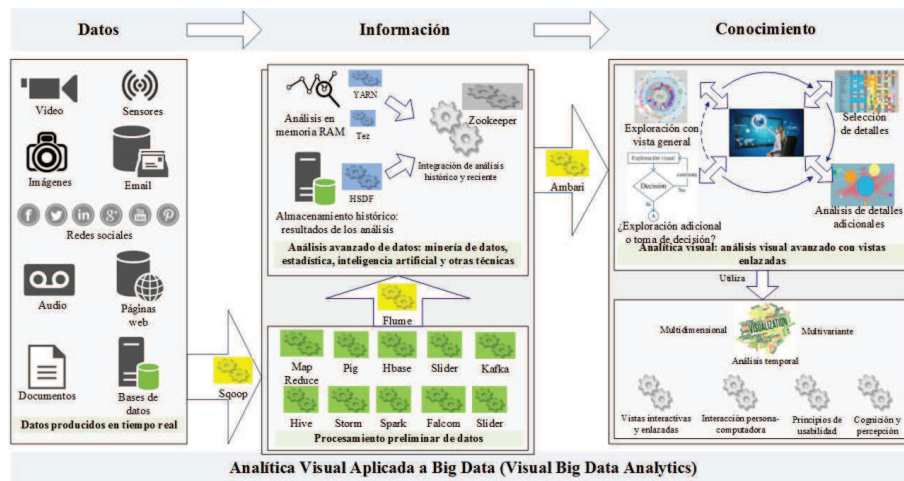 Datos
Información
Conocimiento
Vídeo
Sensores
Imágenes
Email
Redes sociales
Audio
Páginas
web
Documentos
Bases de
datos
Datos producidos en tiempo real
Sqoop
YARN
Análisis en
memoria RAM
Tez
Zookeeper
HSDF
Integración de análisis
histórico y reciente
Almacenamiento histórico:
resultados de los análisis
Análisis avanzado de datos: minería de datos,
estadística, inteligencia artificial y otras técnicas
Flume
Map
Reduce
Pig
Hbase
Slider
Kafka
Hive
Storm
Spark
Falcom
Slider
Procesamiento preliminar de datos
Ambari
Exploración con
vista general
Selección
de detalles
Exploración visual
Decisión
No
Si
A
¿Exploración adicional
o toma de decisión?
Análisis de detalles
adicionales
Analítica visual: análisis visual avanzado con vistas
enlazadas
Utiliza
Multidimensional
VISUALIZATION
Multivariante
Análisis temporal
Vistas interactivas
y enlazadas
Interacción persona-
computadora
Principios de
usabilidad
Cognición y
percepción
Analítica Visual Aplicada a Big Data (Visual Big Data Analytics)